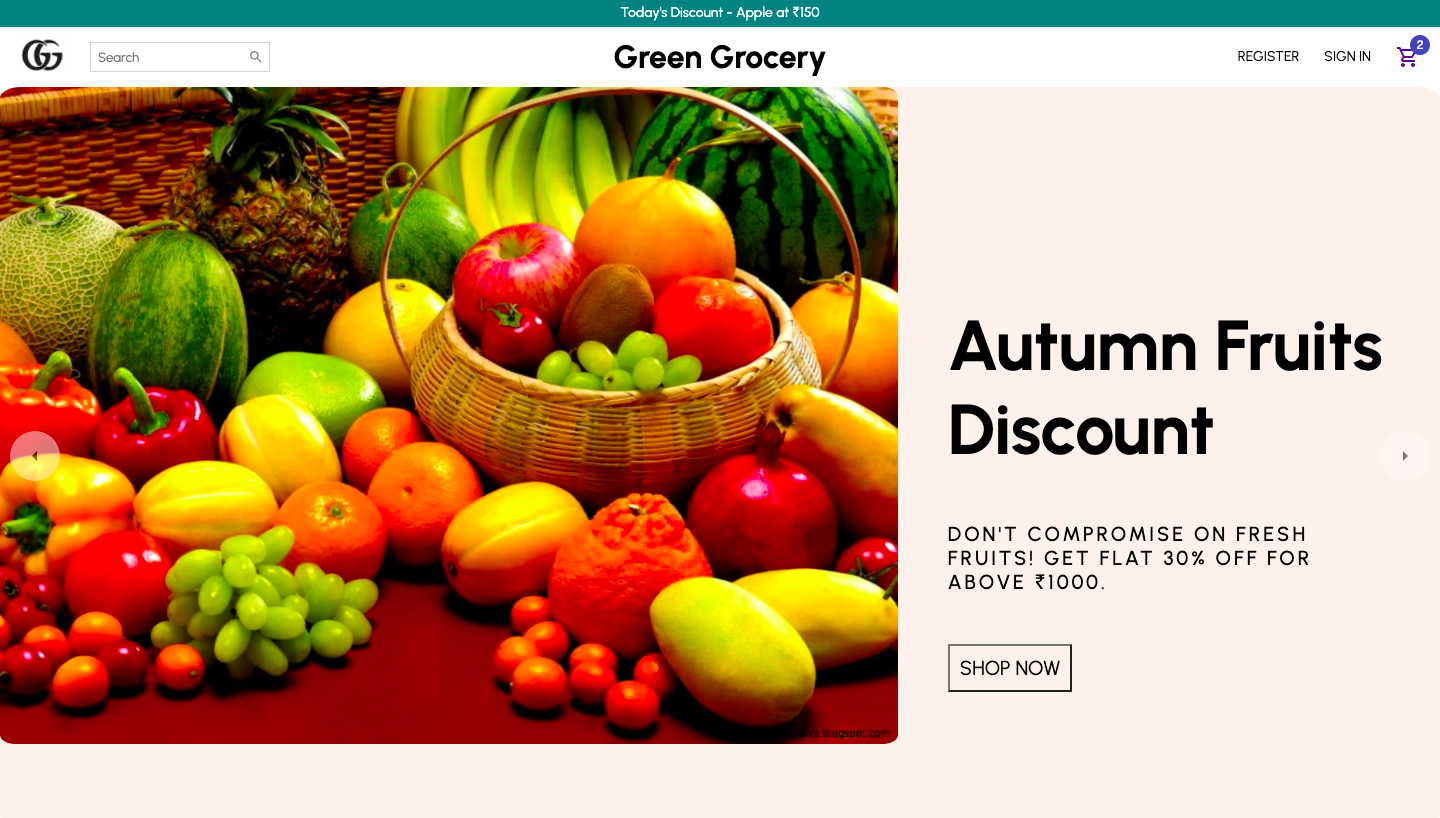 Today's Discount - Apple at ₹150
GG
Search
Green Grocery
REGISTER
SIGN IN
2
Autumn Fruits
Discount
DON'T COMPROMISE ON FRESH
FRUITS! GET FLAT 30% OFF FOR
ABOVE ₹1000.
SHOP NOW
.blogspot.com